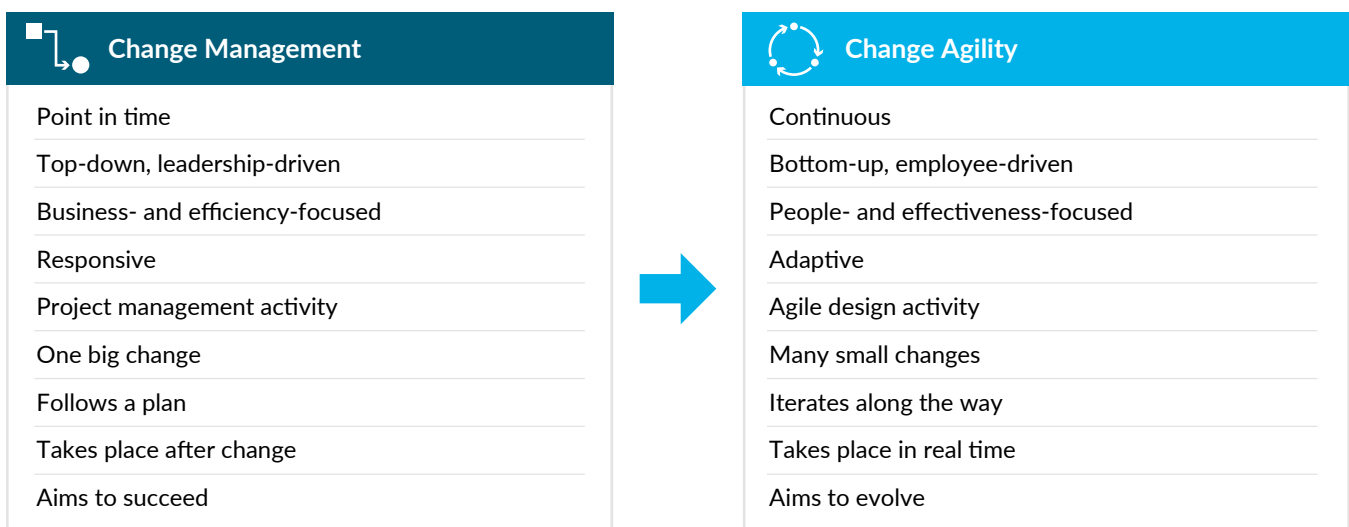 Change Management
Point in time
Top-down, leadership-driven
Business- and efficiency-focused
Responsive
Project management activity
One big change
Follows a plan
Takes place after change
Aims to succeed
Change Agility
Continuous
Bottom-up, employee-driven
People- and effectiveness-focused
Adaptive
Agile design activity
Many small changes
Iterates along the way
Takes place in real time
Aims to evolve